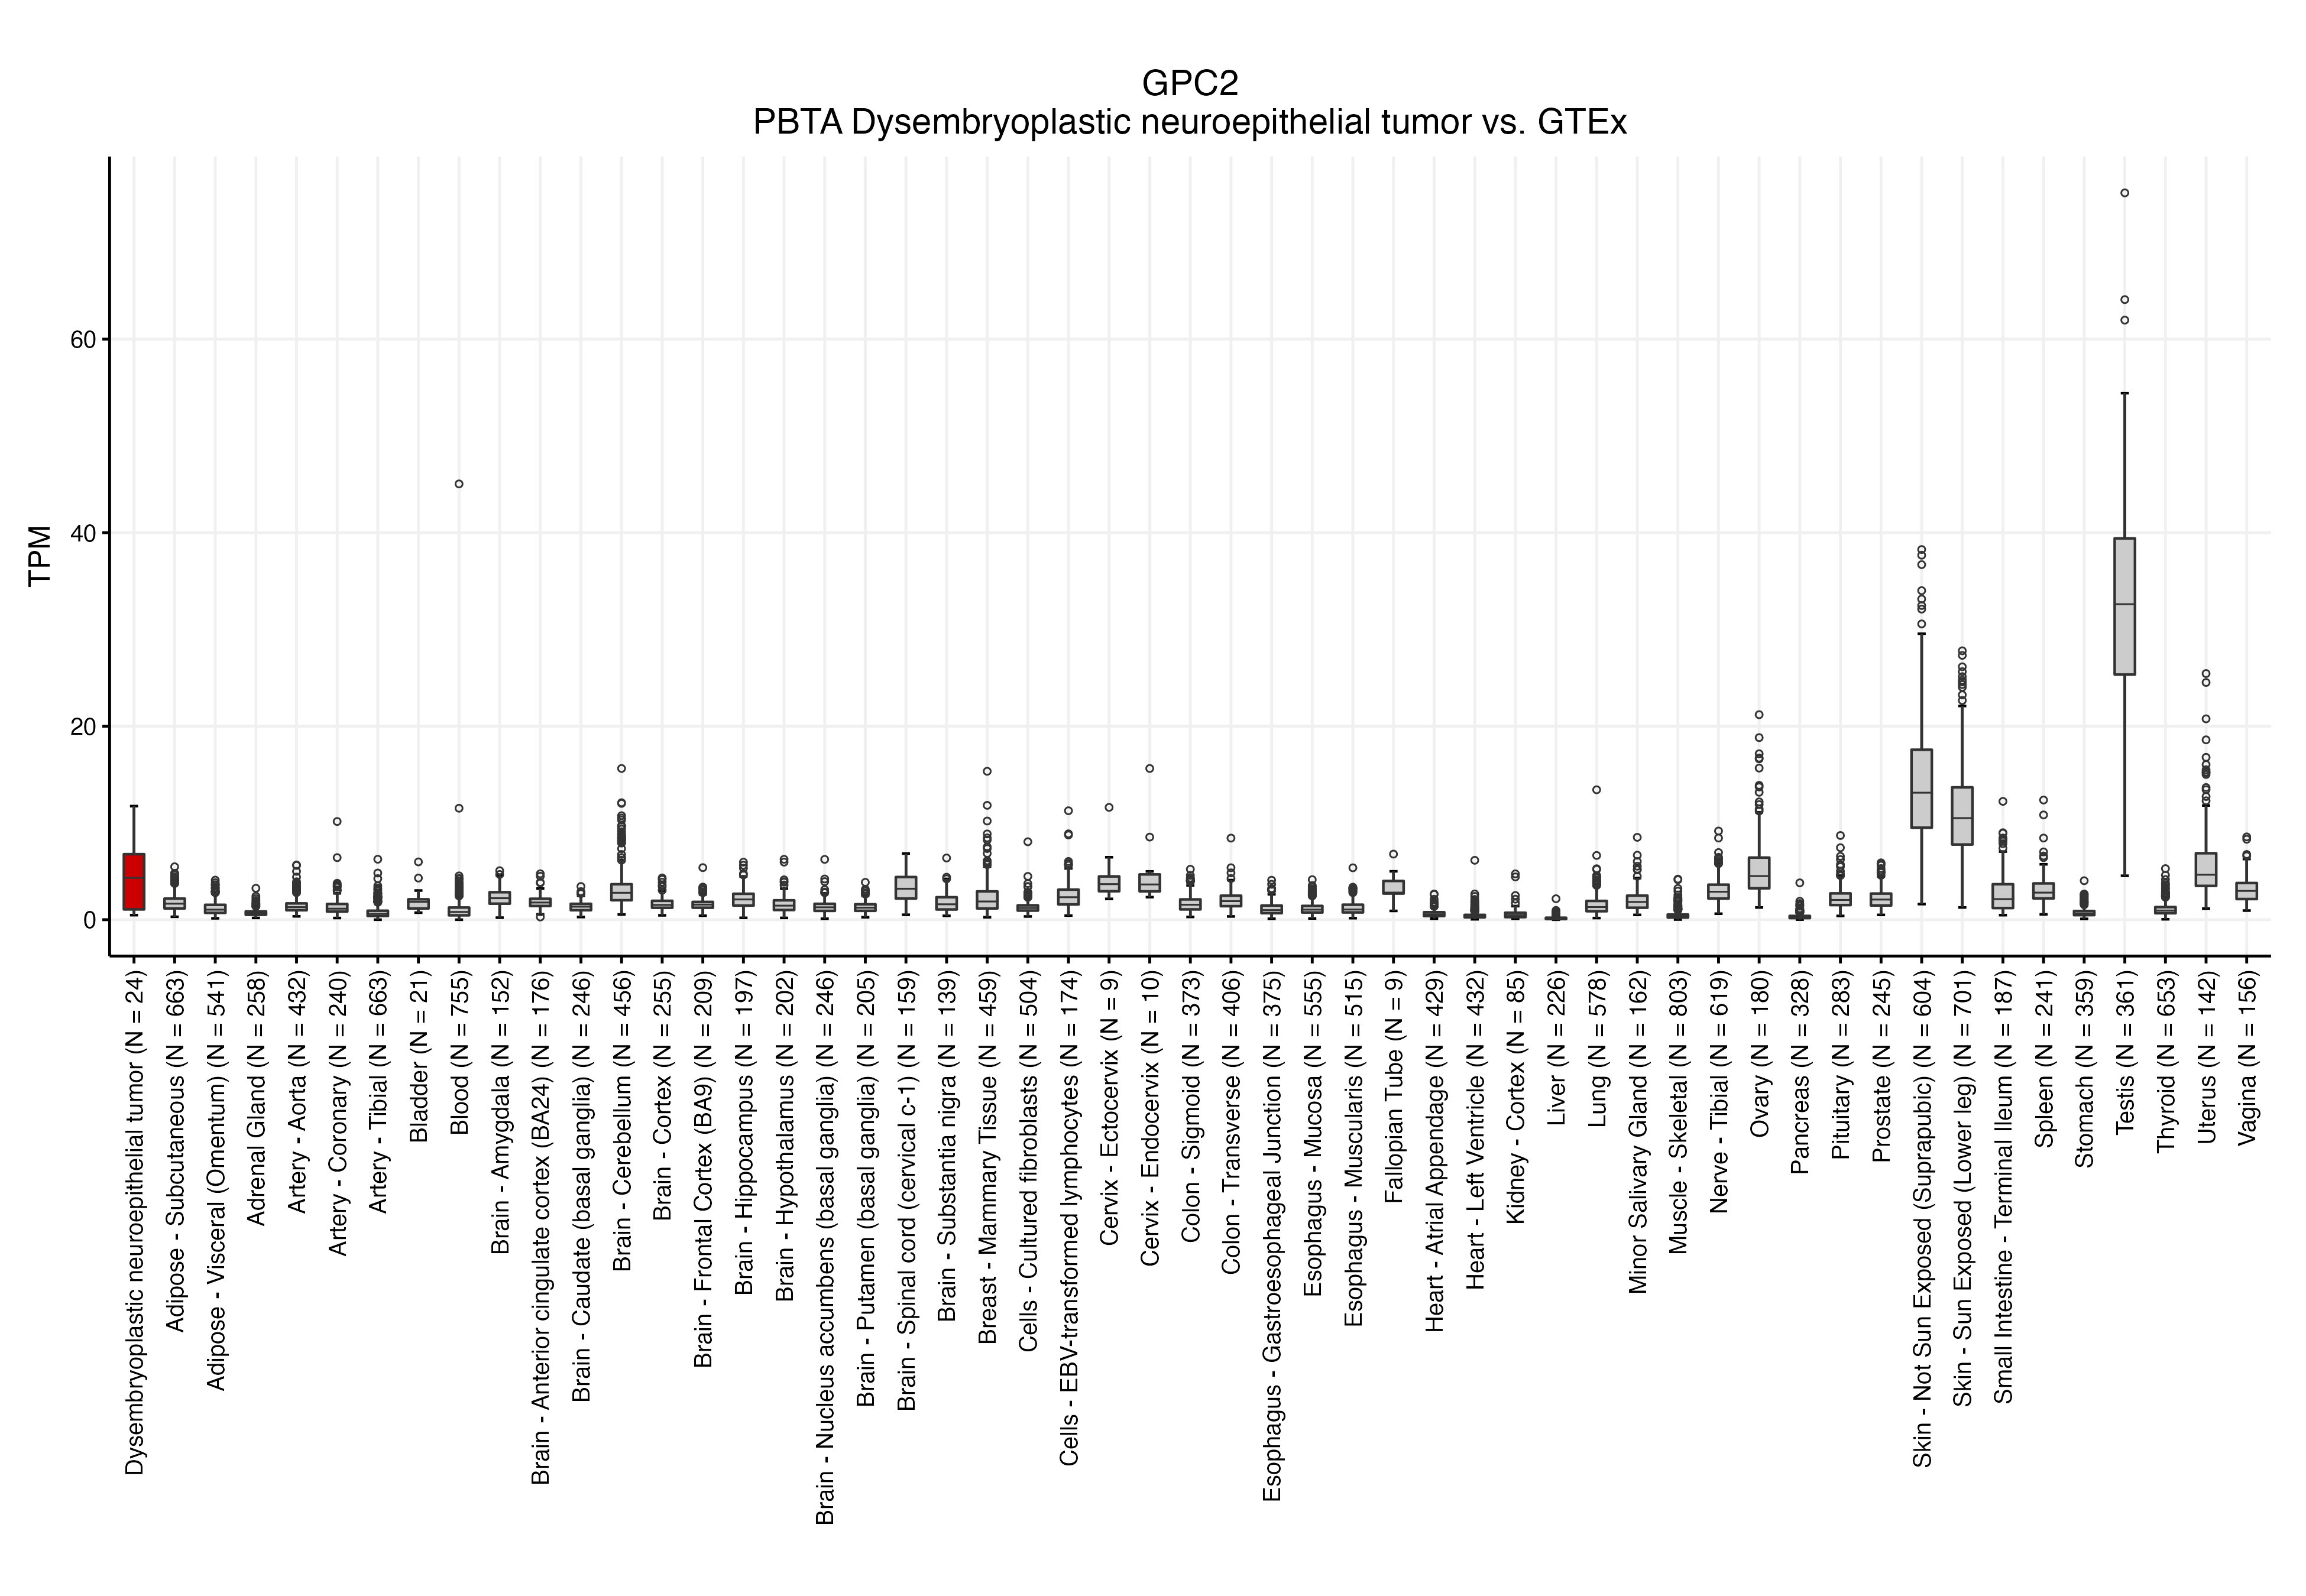 GPC2
PBTA Dysembryoplastic neuroepithelial tumor vs. GTEx
TPM
60
40
20
0
Dysembryoplastic neuroepithelial tumor (N = 24)
Adipose - Subcutaneous (N = 663)
Adipose - Visceral (Omentum) (N = 541)
Adrenal Gland (N = 258)
Artery - Aorta (N = 432)
Artery - Coronary (N = 240)
Artery - Tibial (N = 663)
Bladder (N = 21)
Blood (N = 755)
Brain - Amygdala (N = 152)
Brain - Anterior cingulate cortex (BA24) (N = 176)
Brain - Caudate (basal ganglia) (N = 246)
Brain - Cerebellum (N = 456)
Brain - Cortex (N = 255)
Brain - Frontal Cortex (BA9) (N = 209)
Brain - Hippocampus (N = 197)
Brain - Hypothalamus (N = 202)
Brain - Nucleus accumbens (basal ganglia) (N = 246)
Brain - Putamen (basal ganglia) (N = 205)
Brain - Spinal cord (cervical c-1) (N = 159)
Brain - Substantia nigra (N = 139)
Breast - Mammary Tissue (N = 459)
Cells - Cultured fibroblasts (N = 504)
Cells - EBV-transformed lymphocytes (N = 174)
Cervix - Ectocervix (N = 9)
Cervix - Endocervix (N = 10)
Colon - Sigmoid (N = 373)
Colon - Transverse (N = 406)
Esophagus - Gastroesophageal Junction (N = 375)
Esophagus - Mucosa (N = 555)
Esophagus - Muscularis (N = 515)
Fallopian Tube (N = 9)
Heart - Atrial Appendage (N = 429)
Heart - Left Ventricle (N = 432)
Kidney - Cortex (N = 85)
Liver (N = 226)
Lung (N = 578)
Minor Salivary Gland (N = 162)
Muscle - Skeletal (N = 803)
Nerve - Tibial (N = 619)
Ovary (N = 180)
Pancreas (N = 328)
Pituitary (N = 283)
Prostate (N = 245)
Skin - Not Sun Exposed (Suprapubic) (N = 604)
Skin - Sun Exposed (Lower leg) (N = 701)
Small Intestine - Terminal Ileum (N = 187)
Spleen (N = 241)
Stomach (N = 359)
Testis (N = 361)
Thyroid (N = 653)
Uterus (N = 142)
Vagina (N = 156)